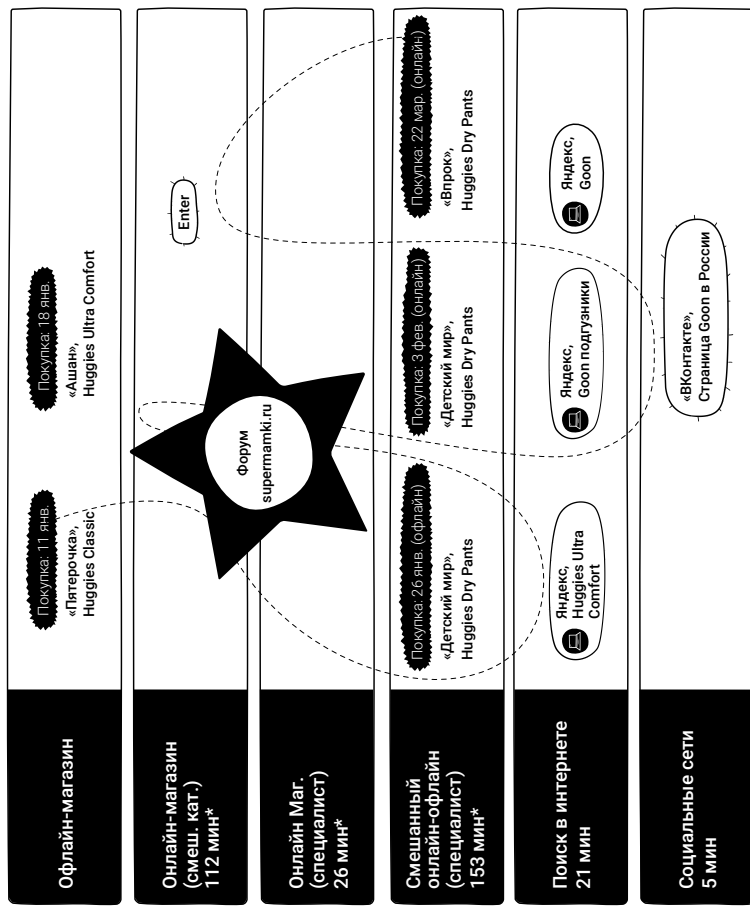 Офлайн-магазин
Покупка: 11 янв.
«Пятерочка»,
Huggies Classic
Покупка: 18 янв.
«Ашан»,
Huggies Ultra Comfort
Онлайн-магазин
(смеш. кат.)
112 мин*
Enter
Форум
supermamki.ru
Онлайн Маг.
(специалист)
26 мин*
Смешанный
онлайн-офлайн
(специалист)
153 мин*
Покупка: 26 янв. (офлайн)
«Детский мир»,
Huggies Dry Pants
Покупка: 3 фев. (онлайн)
«Детский мир»,
Huggies Dry Pants
Покупка: 22 мар. (онлайн)
«Впрок»,
Huggies Dry Pants
Поиск в интернете
21 мин
Яндекс,
Huggies Ultra
Comfort
Яндекс,
Goon подгузники
Яндекс,
Goon
Социальные сети
5 мин
«ВКонтакте»,
Страница Goon в России